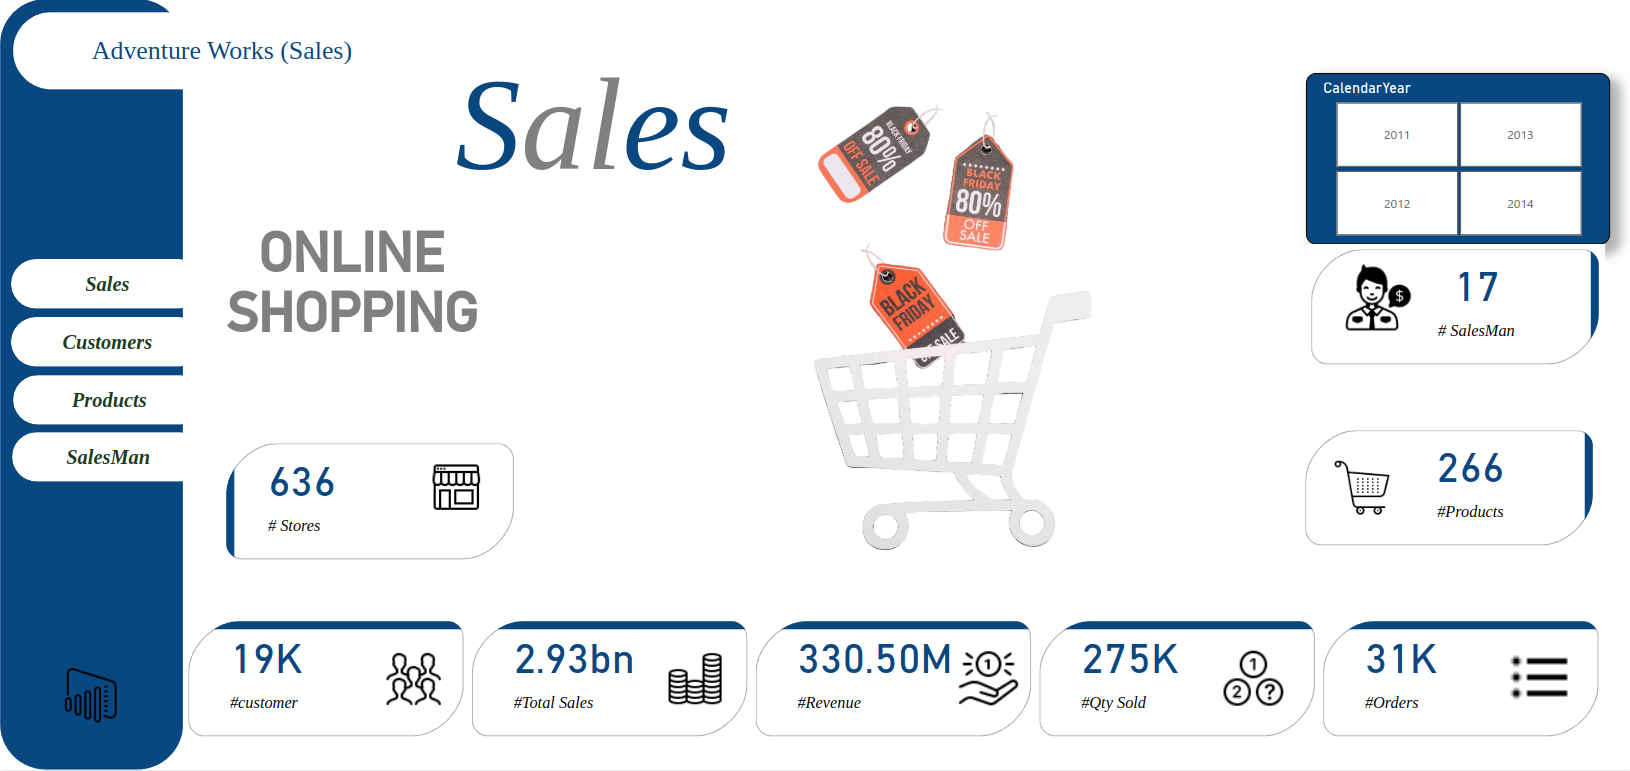 Adventure Works (Sales)
Sales
CalendarYear
2011
2013
2012
2014
BLACK FRIDAY
80%
OFF SALE
BLACK
FRIDAY
80%
OFF
SALE
BLACK
FRIDAY
OFF SALE
ONLINE
SHOPPING
Sales
Customers
Products
SalesMan
$
17
# SalesMan
636
# Stores
266
#Products
19K
#customer
2.93bn
#Total Sales
330.50M
#Revenue
1
275K
#Qty Sold
1
2 ?
31K
#Orders